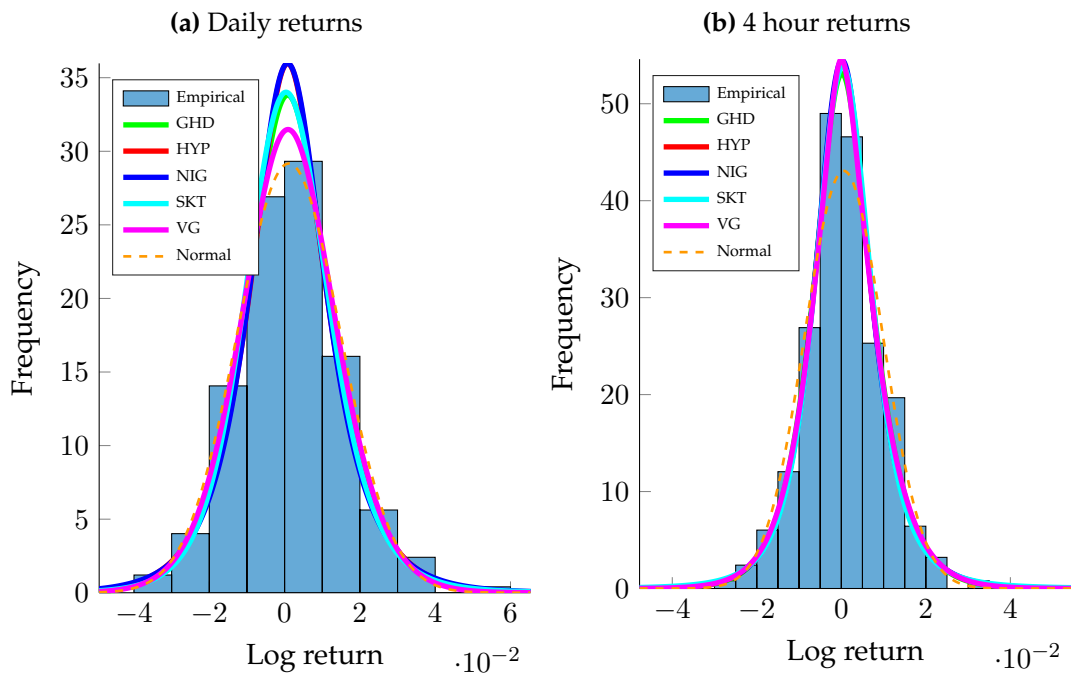 (a) Daily returns
35
30
25
20
15
10
5
0
Frequency
Empirical
GHD
HYP
NIG
SKT
VG
Normal
−4 −2 0 2 4 6
Log return
·10−2
(b) 4 hour returns
50
40
30
20
10
0
Frequency
Empirical
GHD
HYP
NIG
SKT
VG
Normal
−4 −2 0 2 4
Log return
·10−2